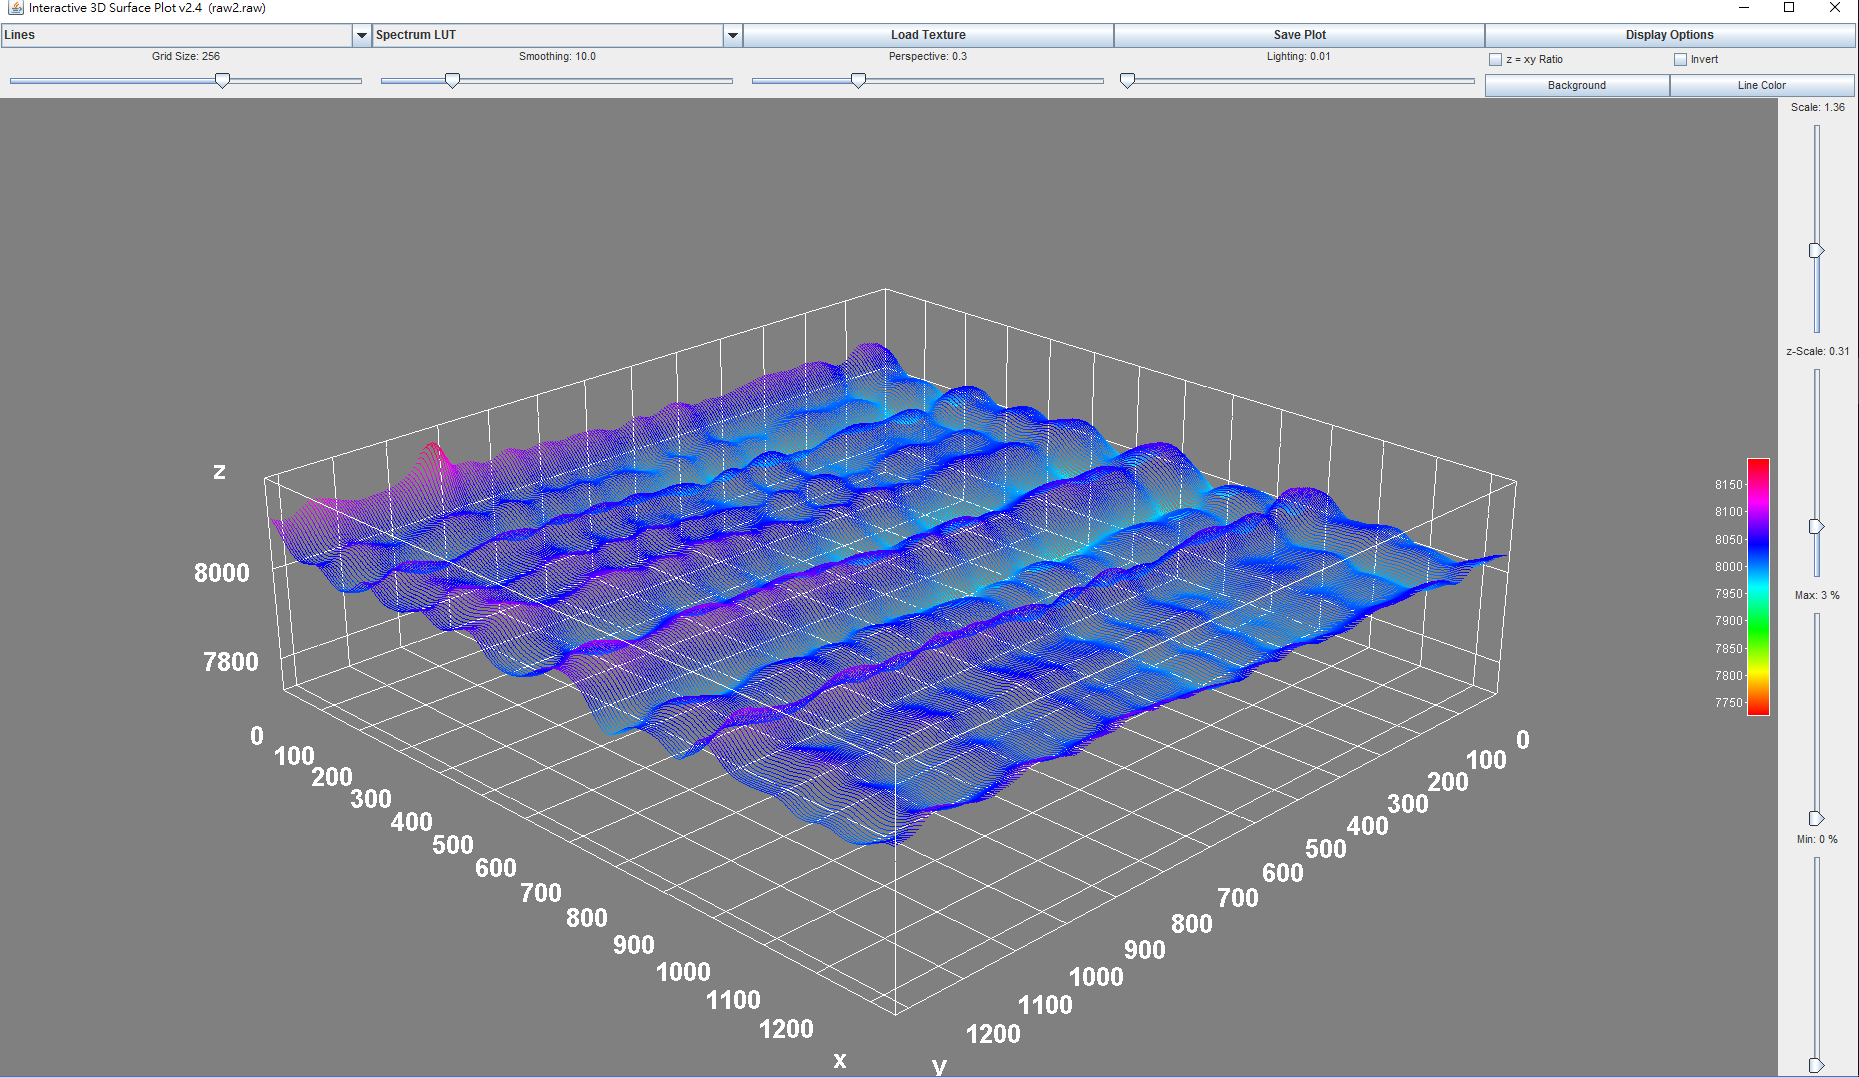 Interactive 3D Surface Plot v2.4 (raw2.raw)
Lines
Spectrum LUT
Load Texture
Save Plot
Display Options
Grid Size: 256
Smoothing: 10.0
Perspective: 0.3
Lighting: 0.01
z = xy Ratio
Invert
Background
Line Color
Scale: 1.36
z-Scale: 0.31
Max: 3 %
Min: 0 %
z
8000
7800
0
100
200
300
400
500
600
700
800
900
1000
1100
1200
x
0
100
200
300
400
500
600
700
800
900
1000
1100
1200
y
8150
8100
8050
8000
7950
7900
7850
7800
7750